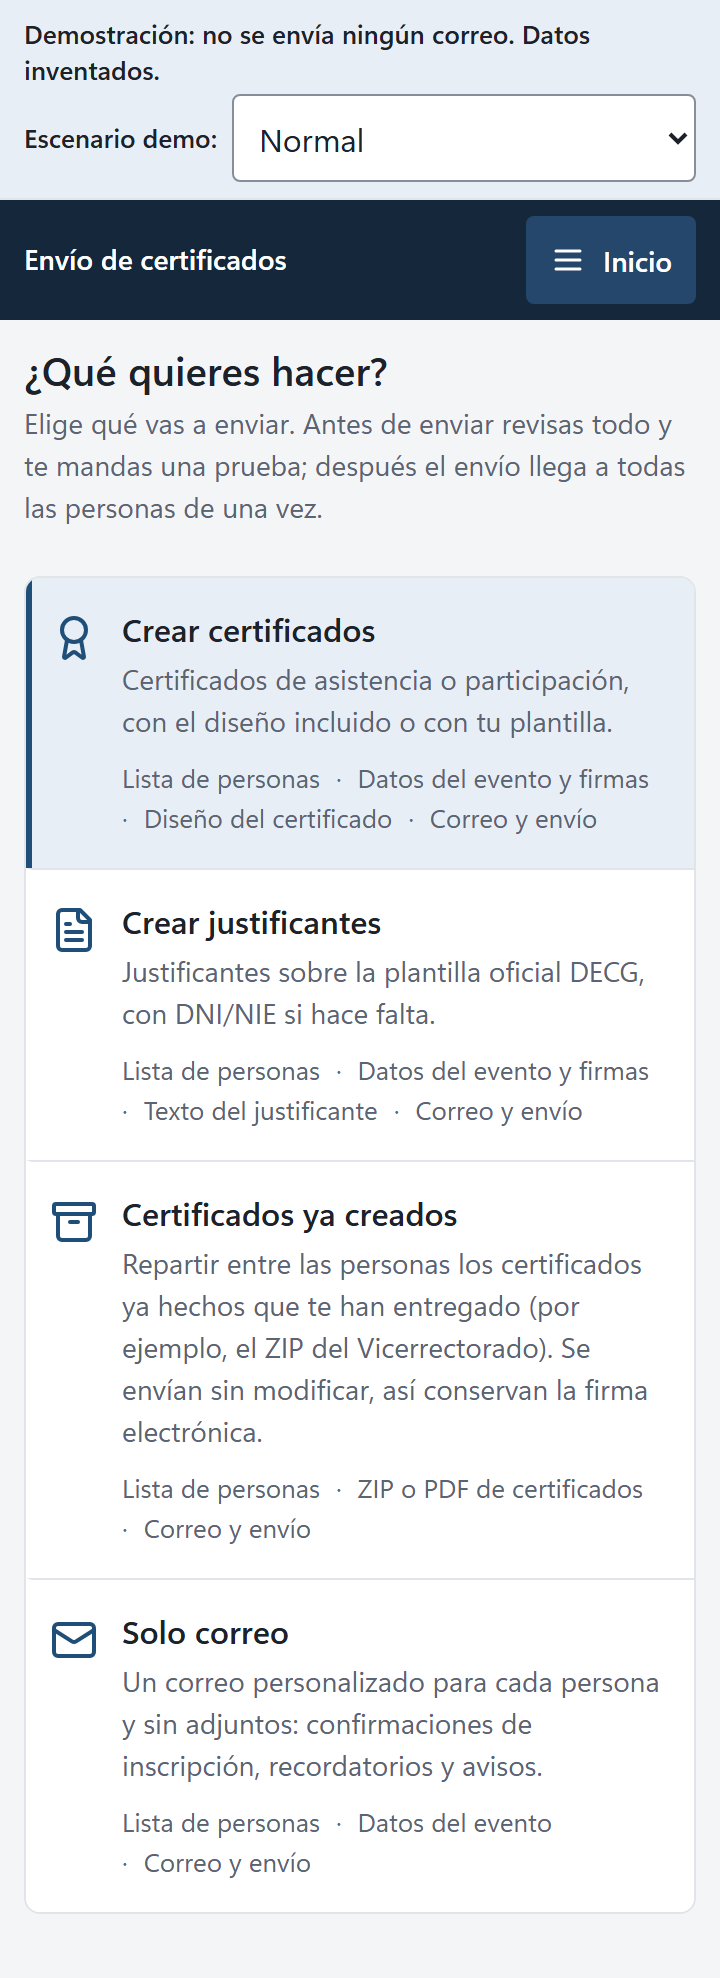 Demostración: no se envía ningún correo. Datos
inventados.
Escenario demo: Normal
Envío de certificados
Inicio
¿Qué quieres hacer?
Elige qué vas a enviar. Antes de enviar revisas todo y
te mandas una prueba; después el envío llega a todas
las personas de una vez.
Crear certificados
Certificados de asistencia o participación,
con el diseño incluido o con tu plantilla.
Lista de personas · Datos del evento y firmas
· Diseño del certificado · Correo y envío
Crear justificantes
Justificantes sobre la plantilla oficial DECG,
con DNI/NIE si hace falta.
Lista de personas · Datos del evento y firmas
· Texto del justificante · Correo y envío
Certificados ya creados
Repartir entre las personas los certificados
ya hechos que te han entregado (por
ejemplo, el ZIP del Vicerrectorado). Se
envían sin modificar, así conservan la firma
electrónica.
Lista de personas · ZIP o PDF de certificados
· Correo y envío
Solo correo
Un correo personalizado para cada persona
y sin adjuntos: confirmaciones de
inscripción, recordatorios y avisos.
Lista de personas · Datos del evento
· Correo y envío